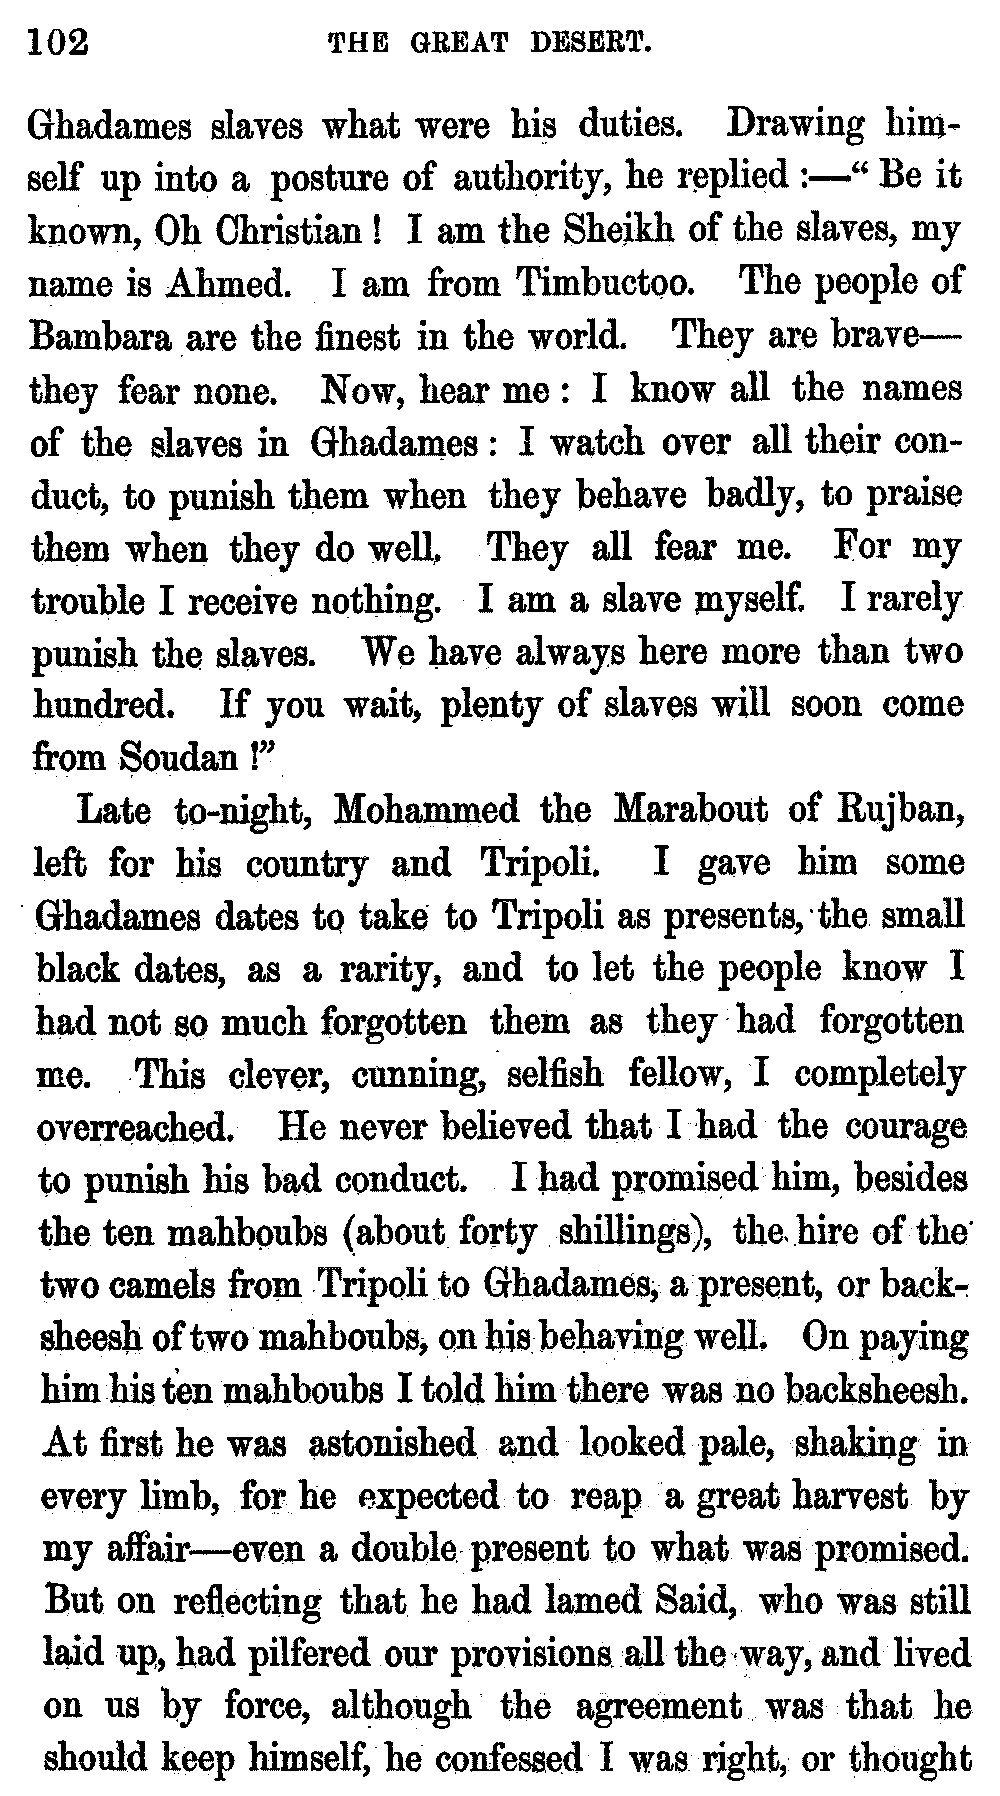 102 THE GREAT DESERT.
Ghadames slaves what were his duties. Drawing him-
self up into a posture of authority, he replied :—“ Be it
known, Oh Christian ! I am the Sheikh of the slaves, my
name is Ahmed. I am from Timbuctoo. The people of
Bambara are the finest in the world. They are brave—
they fear none. Now, hear me : I know all the names
of the slaves in Ghadames : I watch over all their con-
duct, to punish them when they behave badly, to praise
them when they do well. They all fear me. For my
trouble I receive nothing. I am a slave myself. I rarely
punish the slaves. We have always here more than two
hundred. If you wait, plenty of slaves will soon come
from Soudan !”
Late to-night, Mohammed the Marabout of Rujban,
left for his country and Tripoli. I gave him some
Ghadames dates to take to Tripoli as presents, the small
black dates, as a rarity, and to let the people know I
had not so much forgotten them as they had forgotten
me. This clever, cunning, selfish fellow, I completely
overreached. He never believed that I had the courage
to punish his bad conduct. I had promised him, besides
the ten mahboubs (about forty shillings), the hire of the
two camels from Tripoli to Ghadames, a present, or back-
sheesh of two mahboubs, on his behaving well. On paying
him his ten mahboubs I told him there was no backsheesh.
At first he was astonished and looked pale, shaking in
every limb, for he expected to reap a great harvest by
my affair—even a double present to what was promised.
But on reflecting that he had lamed Said, who was still
laid up, had pilfered our provisions all the way, and lived
on us by force, although the agreement was that he
should keep himself, he confessed I was right, or thought